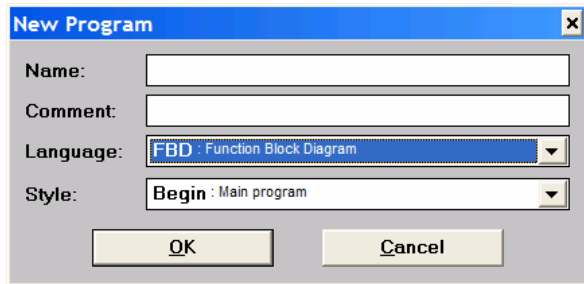 New Program
Name:
Comment:
Language: FBD : Function Block Diagram
Style: Begin : Main program
OK Cancel